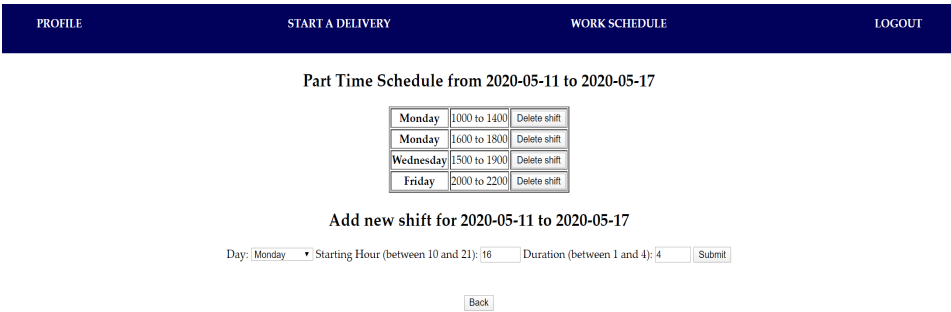 PROFILE START A DELIVERY WORK SCHEDULE LOGOUT
Part Time Schedule from 2020-05-11 to 2020-05-17
Monday 1000 to 1400 Delete shift
Monday 1600 to 1800 Delete shift
Wednesday 1500 to 1900 Delete shift
Friday 2000 to 2200 Delete shift
Add new shift for 2020-05-11 to 2020-05-17
Day: Monday Starting Hour (between 10 and 21): 16 Duration (between 1 and 4): 4 Submit
Back